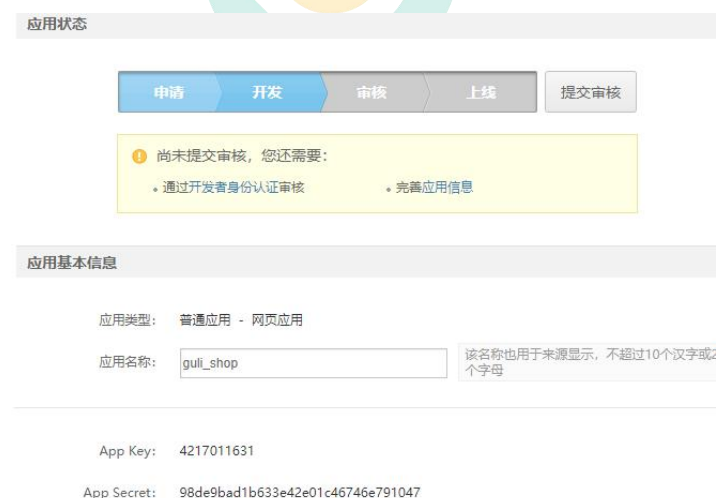 应用状态
申请 开发 审核 上线 提交审核
尚未提交审核，您还需要：
通过开发者身份认证审核 完善应用信息
应用基本信息
应用类型： 普通应用 - 网页应用
应用名称： guli_shop 该名称也用于来源显示，不超过10个汉字或2
个字母
App Key： 4217011631
App Secret： 98de9bad1b633e42e01c46746e791047